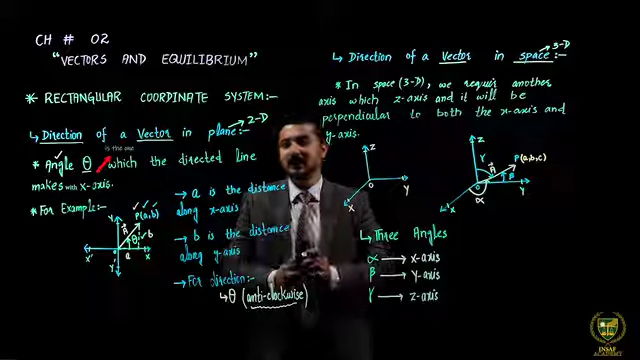 CH # 02
"VECTORS AND EQUILIBRIUM"
* RECTANGULAR COORDINATE SYSTEM:-
↳ Direction of a Vector in plane:- 2-D
is the one
* Angle θ which the directed line
makes with x-axis.
* For Example:-
Y
P(a,b)
A
θ
b
X'
o
a
X
Y
→ a is the distance
along x-axis
→ b is the distance
along y-axis
→ For direction:-
↳ θ (anti-clockwise)
↳ Direction of a Vector in space:- 3-D
* In space (3-D), we require another
axis which z-axis and it will be
perpendicular to both the x-axis and
y-axis.
Z
O
Y
X
Z
γ
P(a,b,c)
A
β
O
α
Y
X
↳ Three Angles
α → x-axis
β → y-axis
γ → z-axis
INSAF
ACADEMY